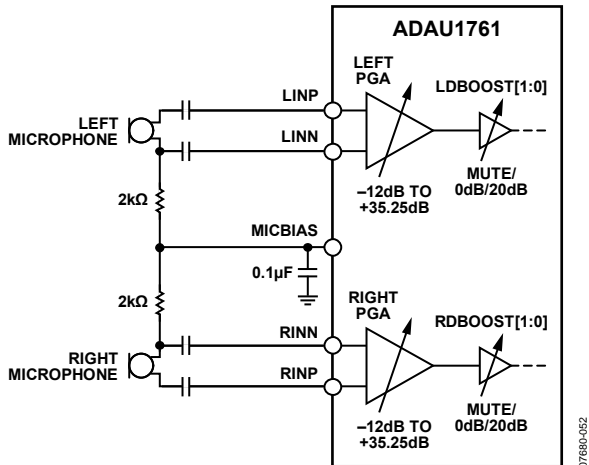 ADAU1761
LEFT
PGA
LDBOOST[1:0]
LINP
LEFT
MICROPHONE
LINN
MUTE/
0dB/20dB
–12dB TO
+35.25dB
2kΩ
MICBIAS
0.1µF
2kΩ
RIGHT
PGA
RDBOOST[1:0]
RINN
RIGHT
MICROPHONE
RINP
MUTE/
0dB/20dB
–12dB TO
+35.25dB
07680-052